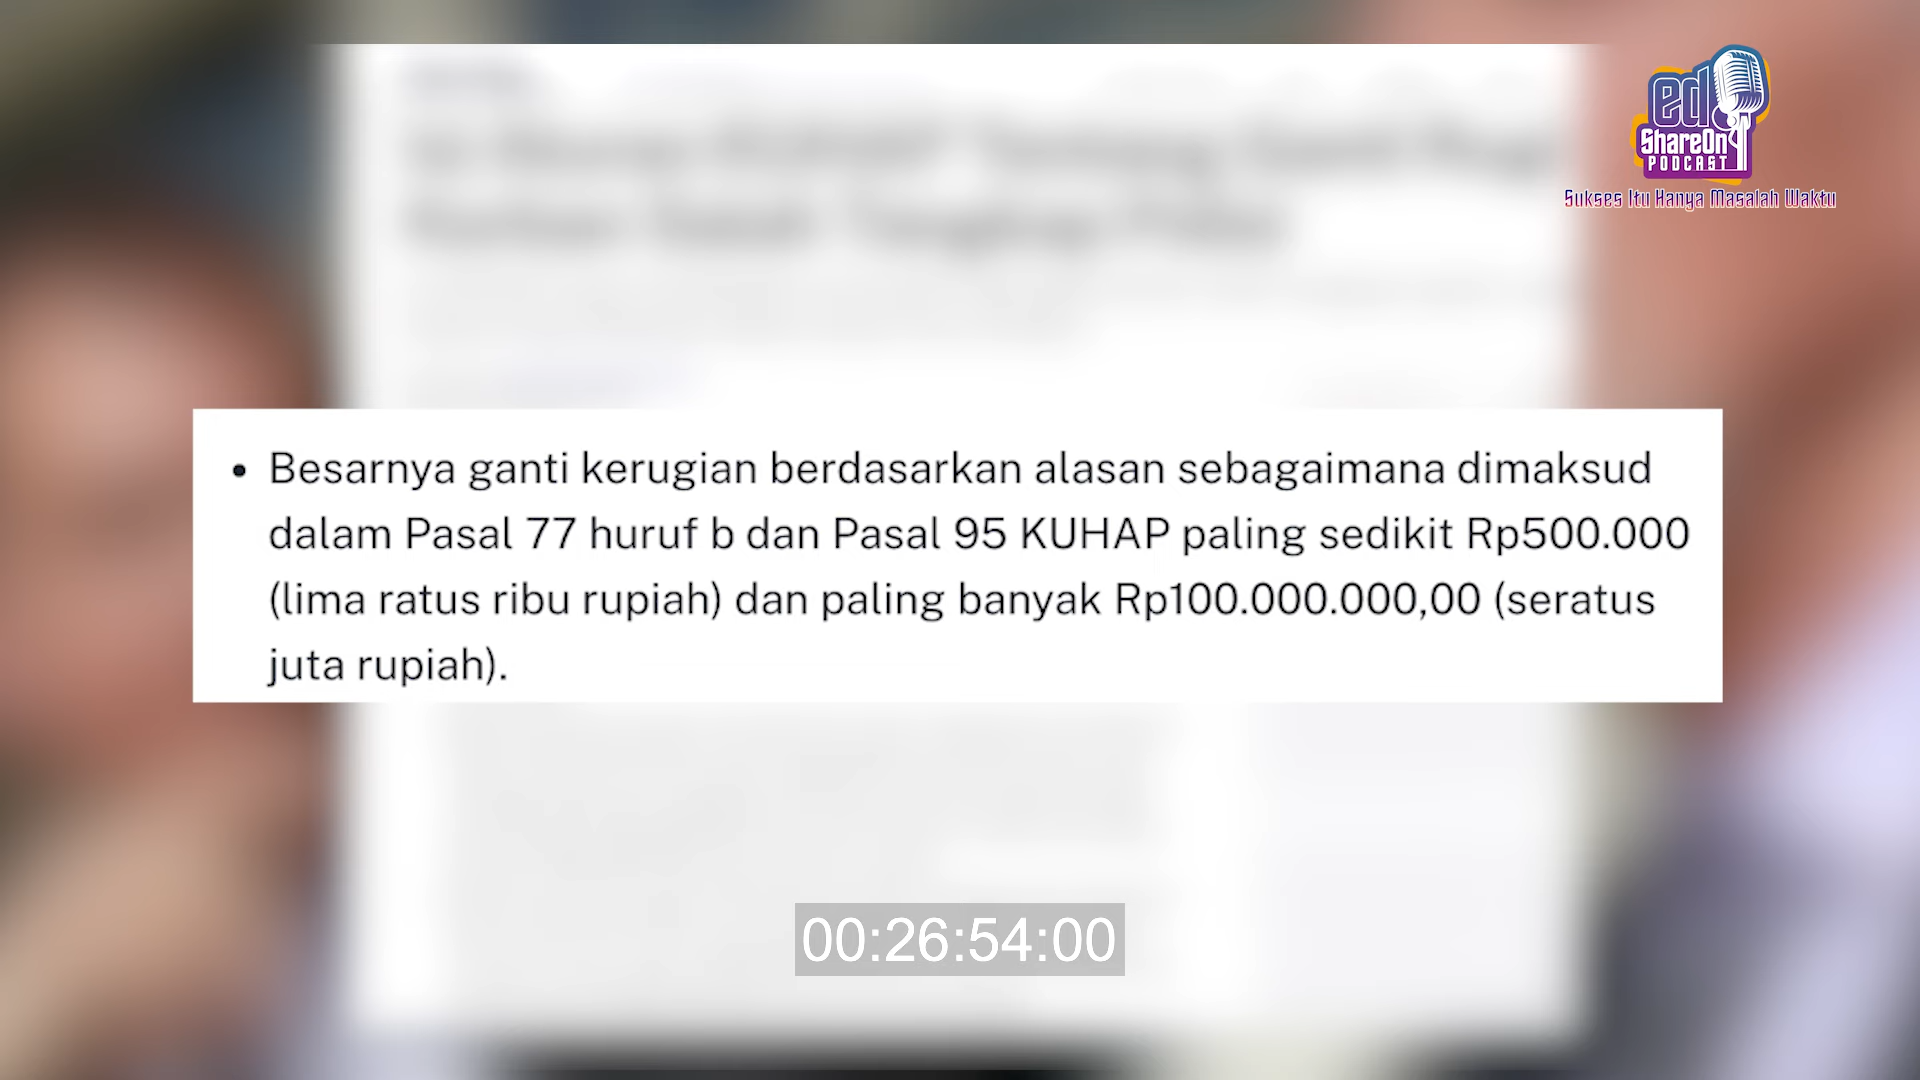 ed
ShareOn
PODCAST
Sukses Itu Hanya Masalah Waktu
• Besarnya ganti kerugian berdasarkan alasan sebagaimana dimaksud
dalam Pasal 77 huruf b dan Pasal 95 KUHAP paling sedikit Rp500.000
(lima ratus ribu rupiah) dan paling banyak Rp100.000.000,00 (seratus
juta rupiah).
00:26:54:00